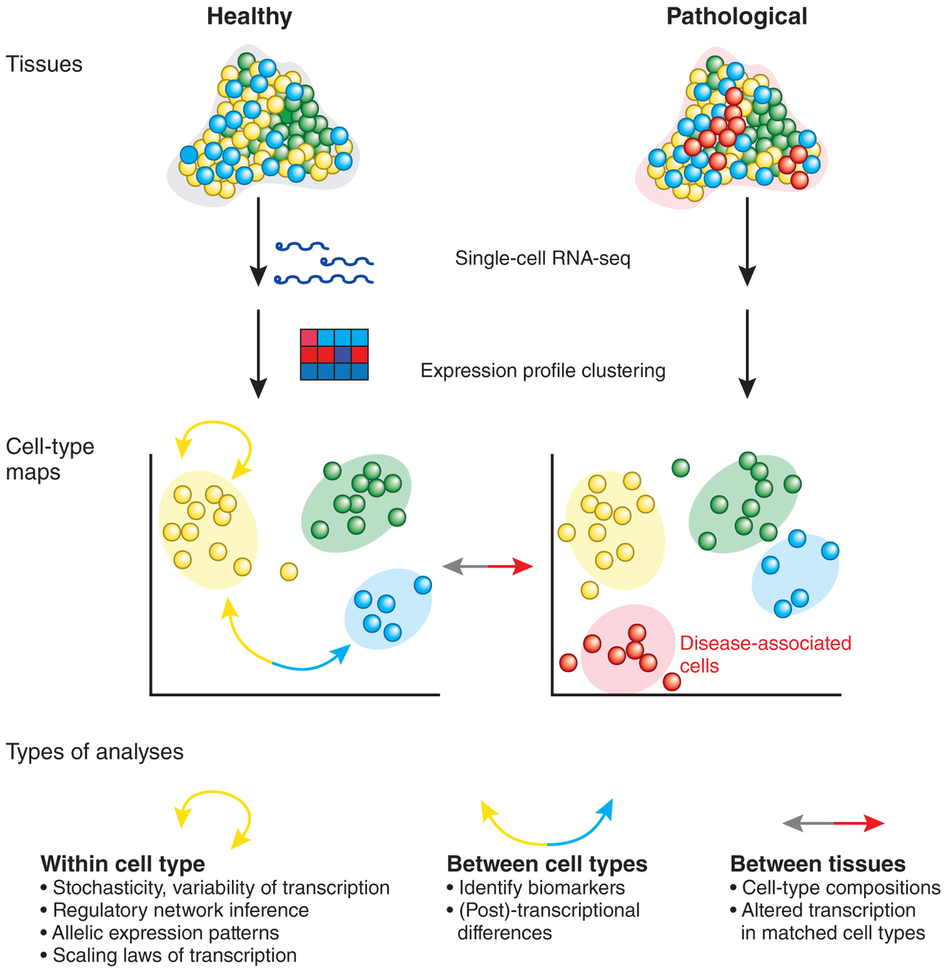 Healthy
Pathological
Tissues
Single-cell RNA-seq
Expression profile clustering
Cell-type
maps
Disease-associated
cells
Types of analyses
Within cell type
• Stochasticity, variability of transcription
• Regulatory network inference
• Allelic expression patterns
• Scaling laws of transcription
Between cell types
• Identify biomarkers
• (Post)-transcriptional
differences
Between tissues
• Cell-type compositions
• Altered transcription
in matched cell types